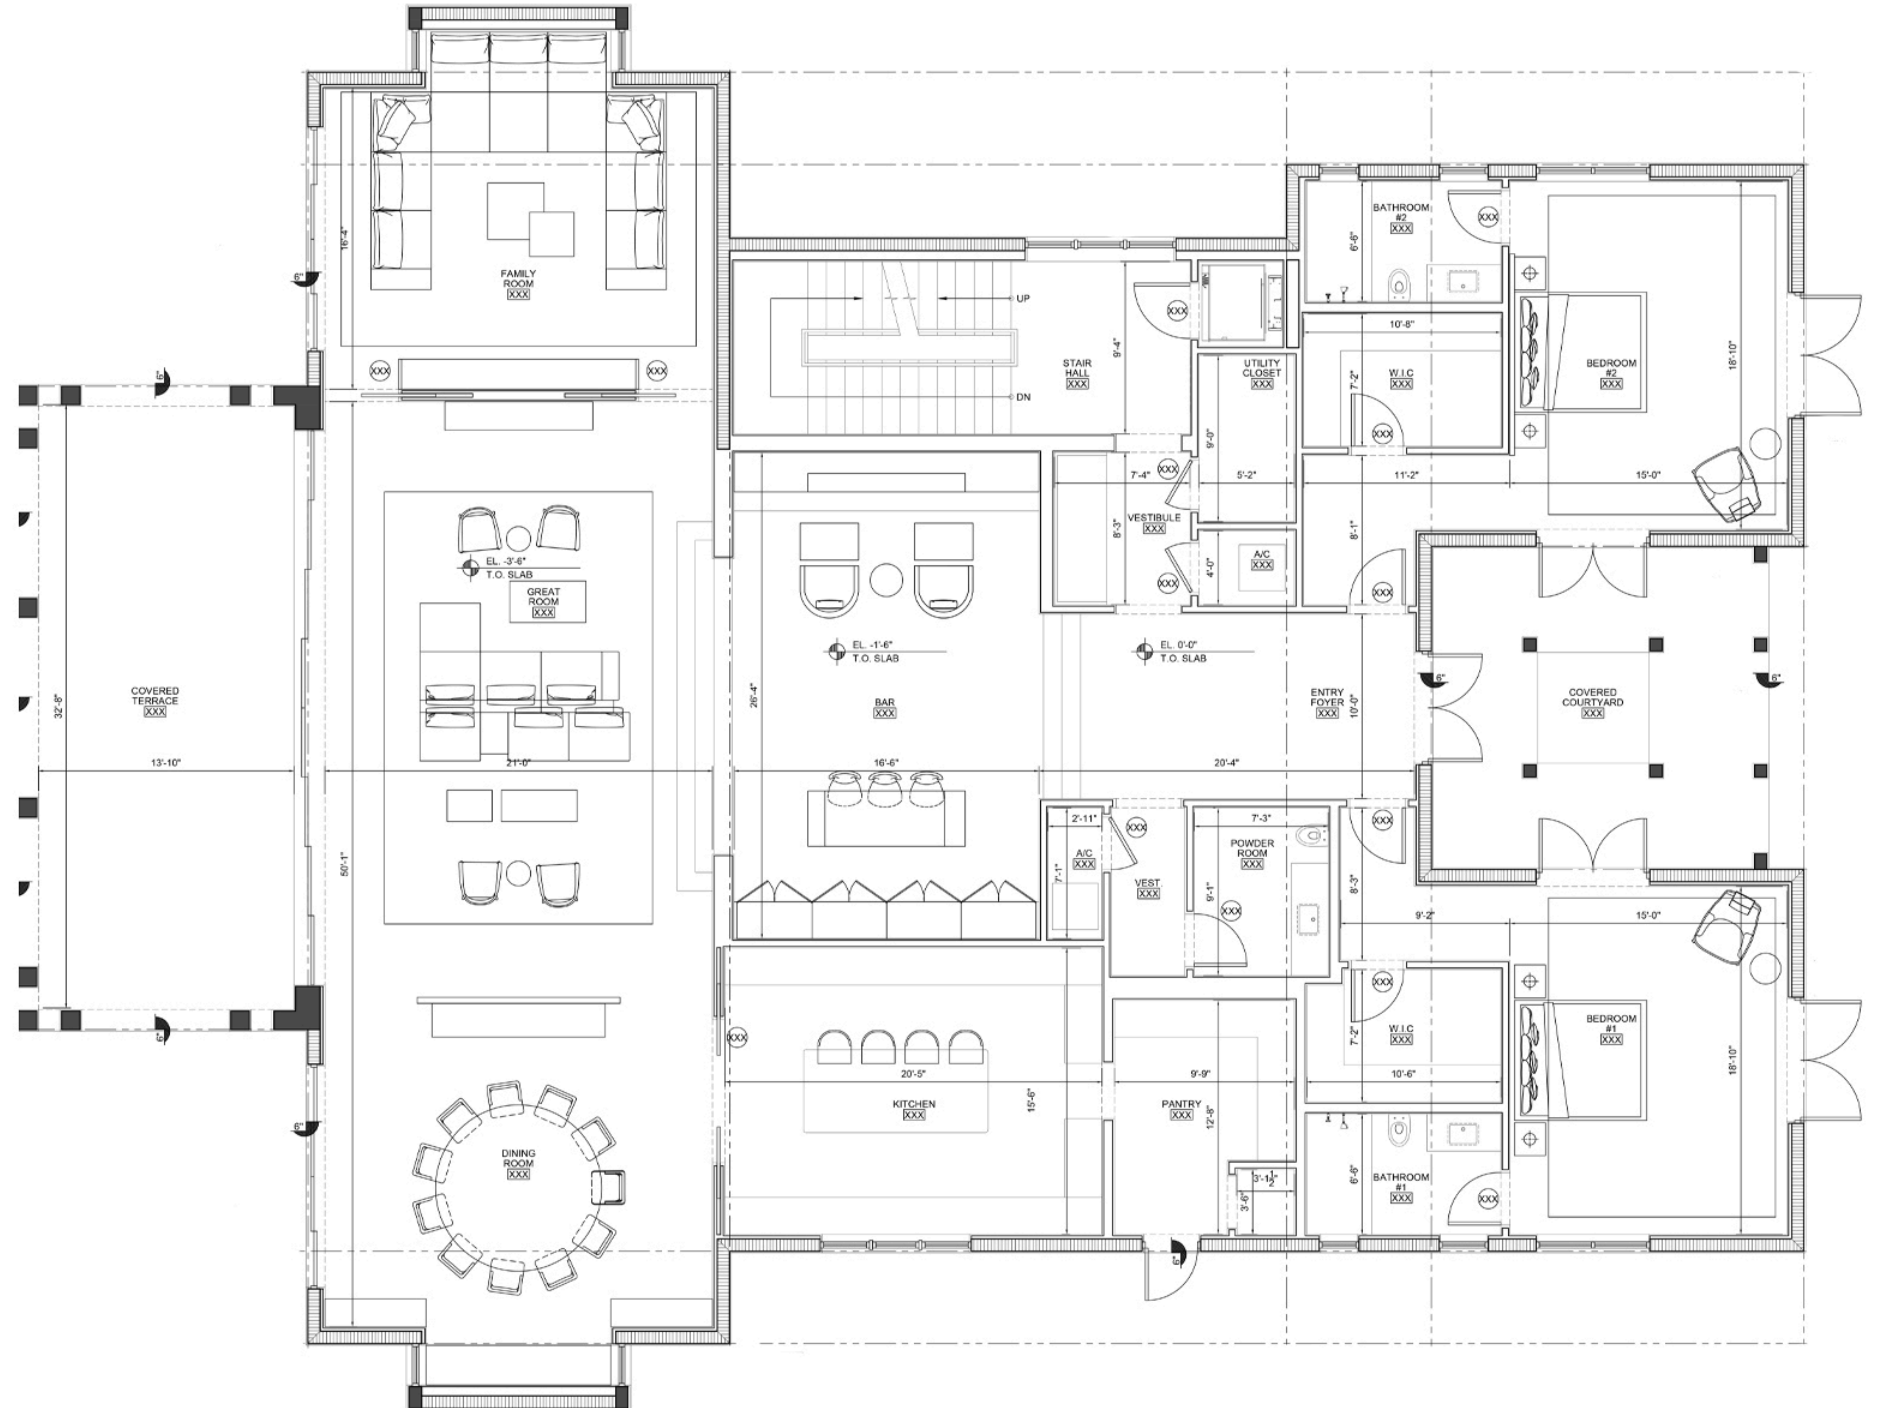 BATHROOM
#2
XXX
XXX
6'-6"
16'-4"
6"
FAMILY
ROOM
XXX
UP
XXX
9'-4"
10'-8"
STAIR
HALL
XXX
UTILITY
CLOSET
XXX
7'-2"
W.I.C
XXX
BEDROOM
#2
XXX
18'-10"
XXX
XXX
6"
DN
XXX
9'-0"
XXX
7'-4"
5'-2"
11'-2"
15'-0"
VESTIBULE
XXX
8'-3"
8'-1"
EL. -3'-6"
T.O. SLAB
GREAT
ROOM
XXX
XXX
4'-0"
A/C
XXX
XXX
EL. -1'-6"
T.O. SLAB
EL. 0'-0"
T.O. SLAB
6"
6"
COVERED
TERRACE
XXX
32'-8"
26'-4"
BAR
XXX
ENTRY
FOYER
XXX
10'-0"
COVERED
COURTYARD
XXX
13'-10"
21'-0"
16'-6"
20'-4"
2'-11"
XXX
7'-3"
XXX
50'-1"
A/C
XXX
7'-1"
VEST.
XXX
POWDER
ROOM
XXX
9'-1"
XXX
8'-3"
9'-2"
15'-0"
XXX
6"
XXX
7'-2"
W.I.C
XXX
BEDROOM
#1
XXX
18'-10"
20'-5"
9'-9"
10'-6"
KITCHEN
XXX
15'-6"
PANTRY
XXX
12'-8"
6"
DINING
ROOM
XXX
3'-1½"
3'-6"
6'-6"
BATHROOM
#1
XXX
XXX
6"